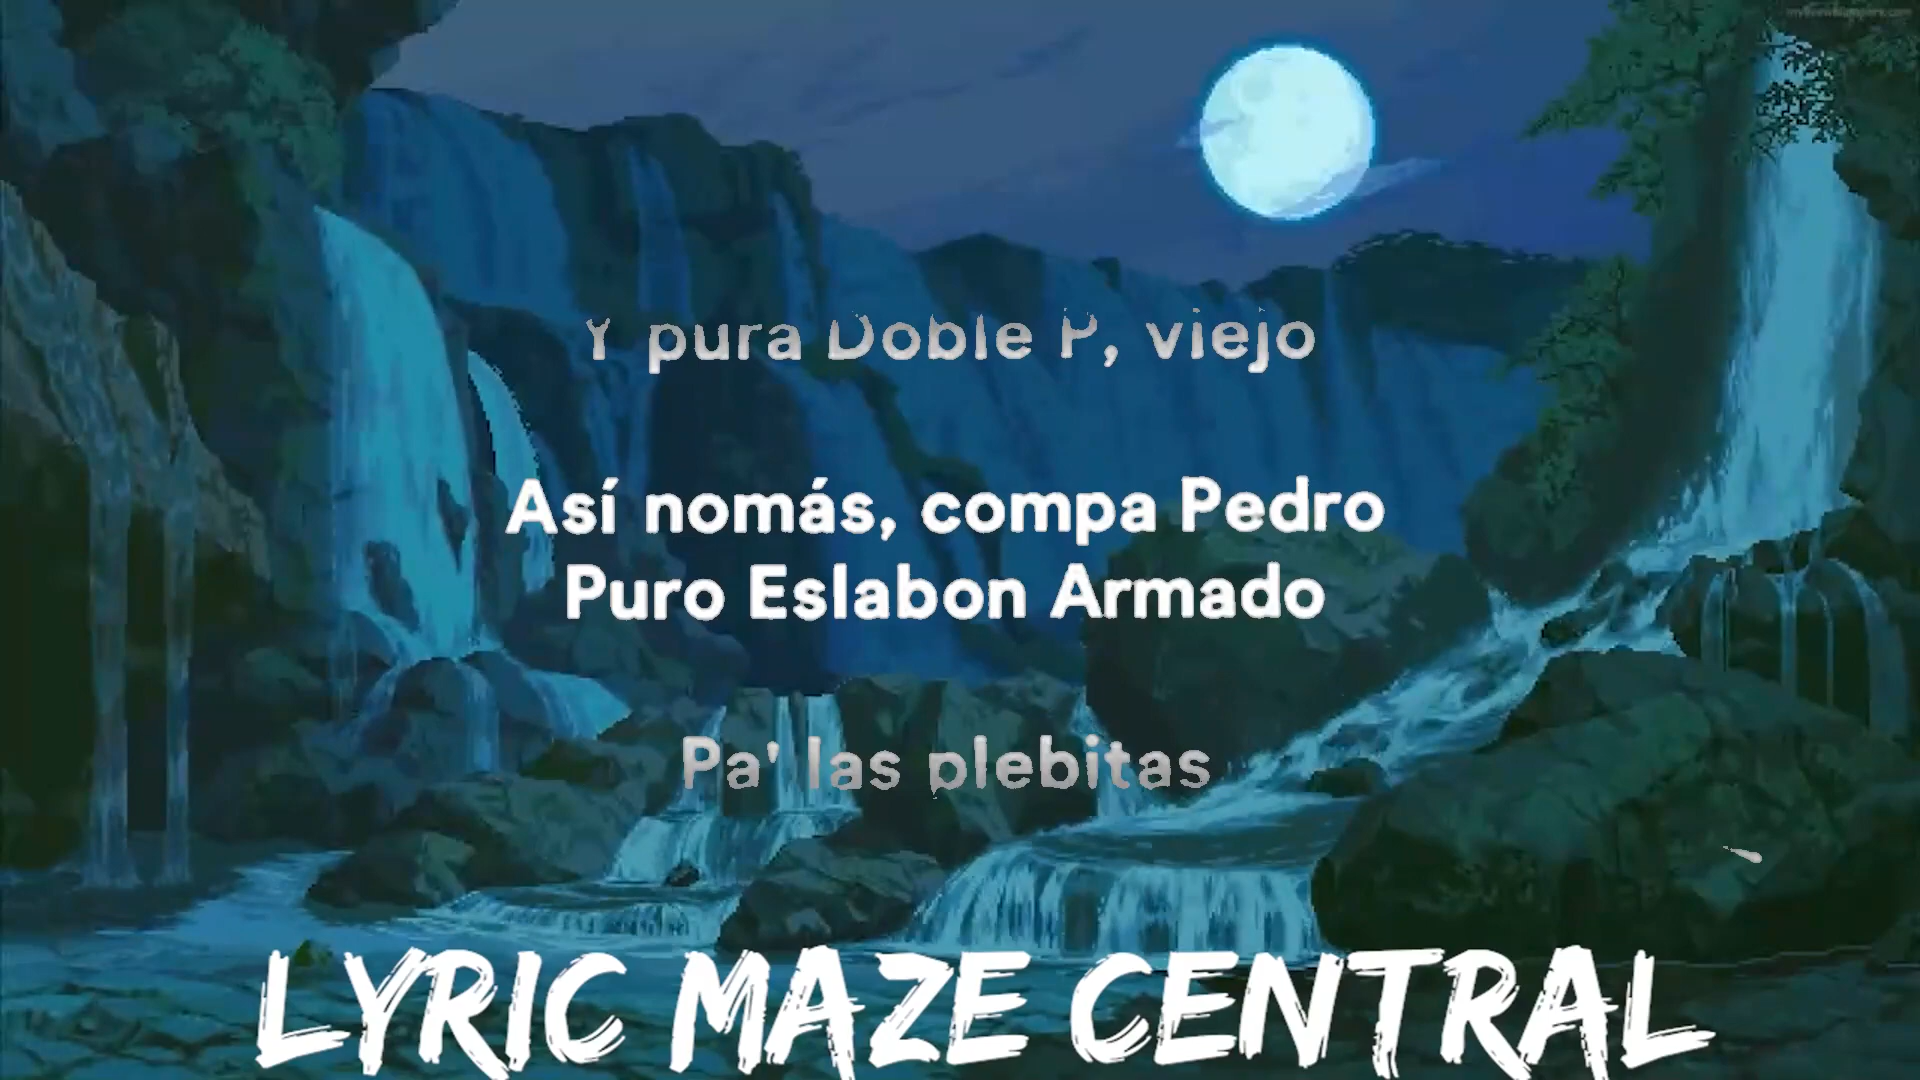 Y pura Doble P, viejo
Así nomás, compa Pedro
Puro Eslabon Armado
Pa' las plebitas
LYRIC MAZE CENTRAL